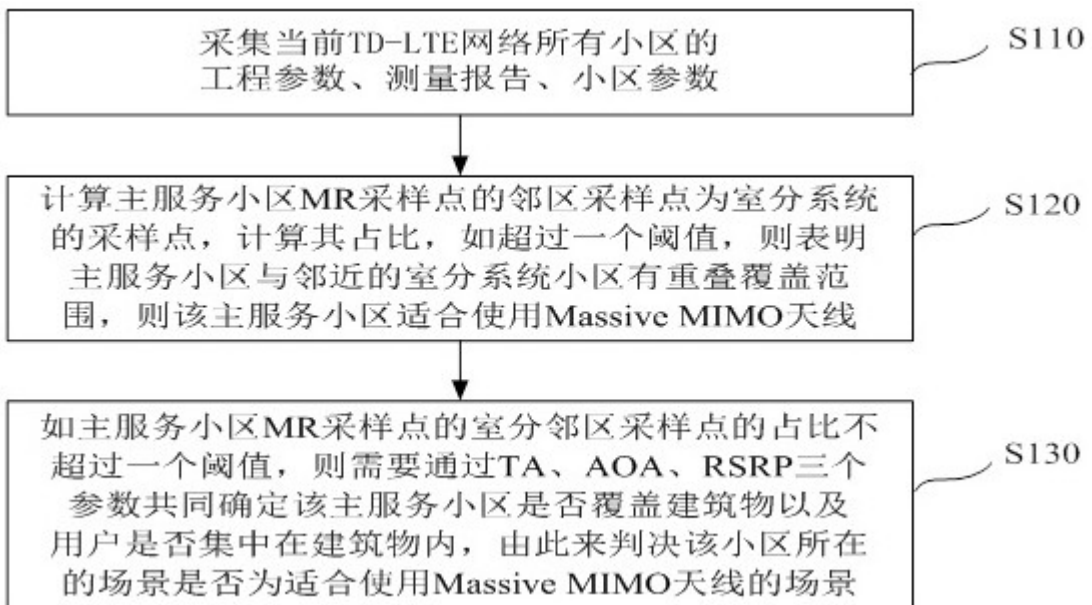 采集当前TD-LTE网络所有小区的
工程参数、测量报告、小区参数
S110
计算主服务小区MR采样点的邻区采样点为室分系统
的采样点，计算其占比，如超过一个阈值，则表明
主服务小区与邻近的室分系统小区有重叠覆盖范
围，则该主服务小区适合使用Massive MIMO天线
S120
如主服务小区MR采样点的室分邻区采样点的占比不
超过一个阈值，则需要通过TA、AOA、RSRP三个
参数共同确定该主服务小区是否覆盖建筑物以及
用户是否集中在建筑物内，由此来判决该小区所在
的场景是否为适合使用Massive MIMO天线的场景
S130